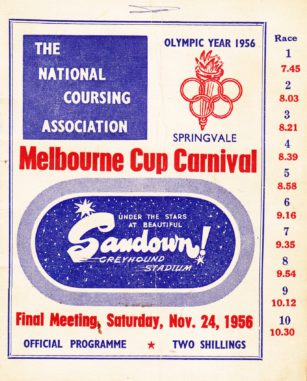 THE
NATIONAL
COURSING
ASSOCIATION
OLYMPIC YEAR 1956
SPRINGVALE
Melbourne Cup Carnival
UNDER THE STARS
AT BEAUTIFUL
Sandown!
GREYHOUND
STADIUM
Final Meeting, Saturday, Nov. 24, 1956
OFFICIAL PROGRAMME ★ TWO SHILLINGS
Race
1
7.45
2
8.03
3
8.21
4
8.39
5
8.58
6
9.16
7
9.35
8
9.54
9
10.12
10
10.30